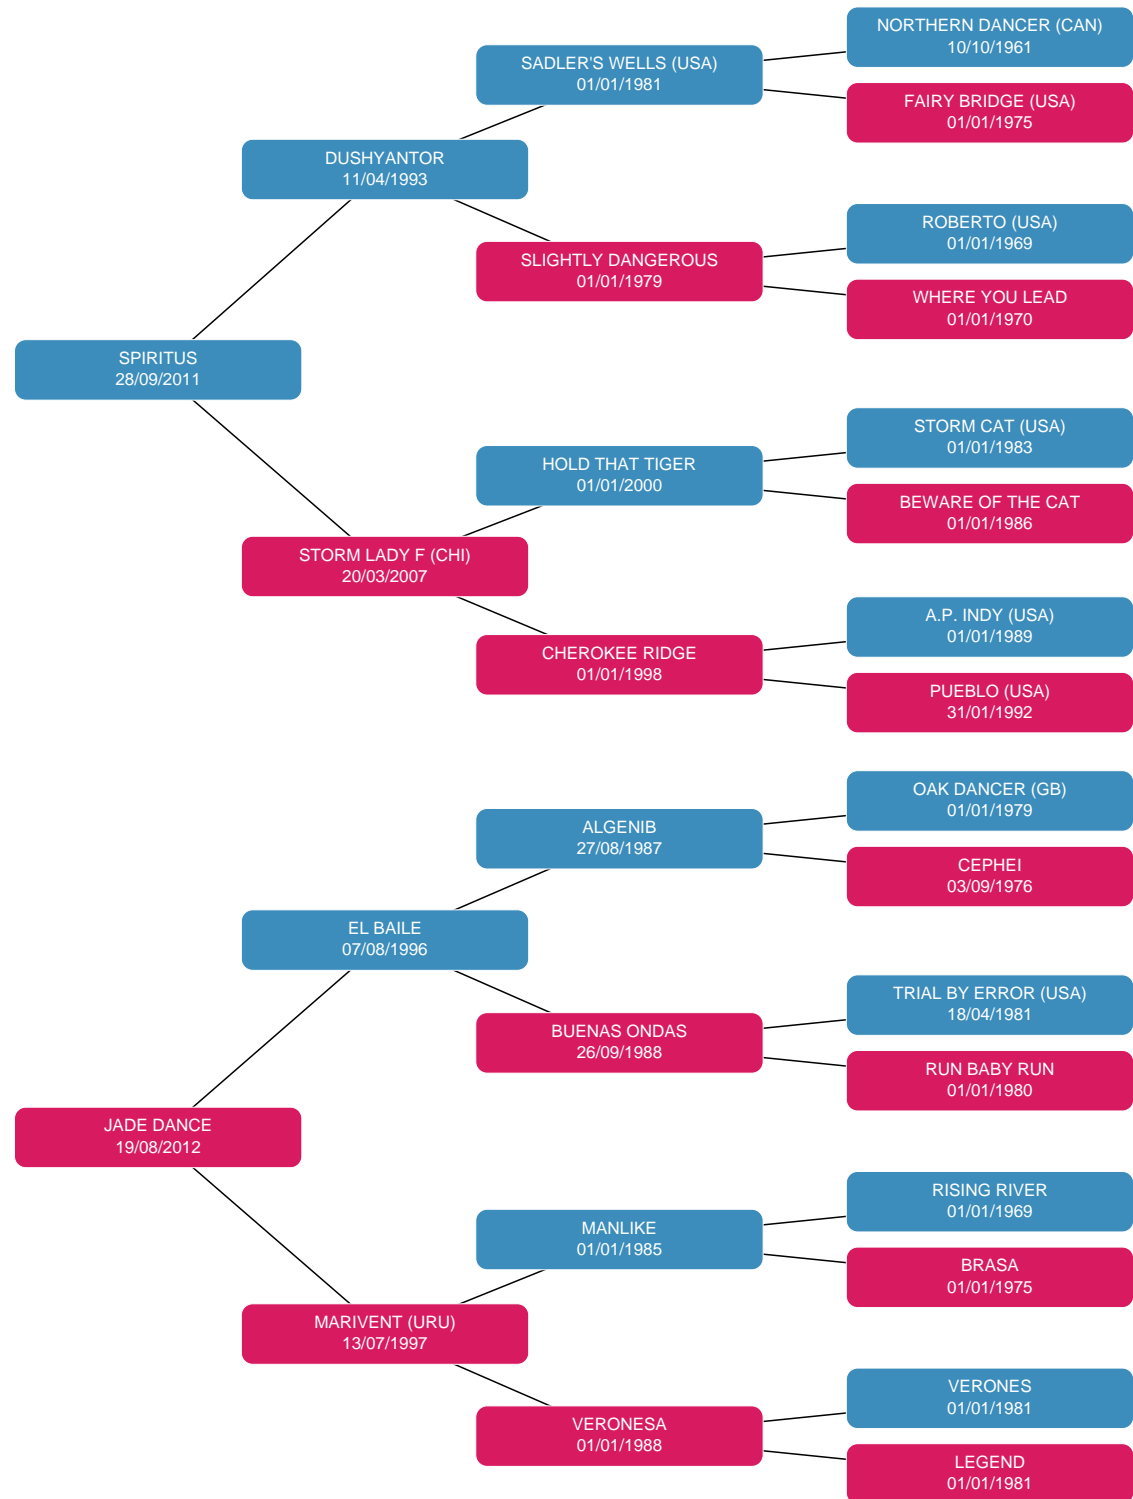 NORTHERN DANCER (CAN)
10/10/1961
SADLER'S WELLS (USA)
01/01/1981
FAIRY BRIDGE (USA)
01/01/1975
DUSHYANTOR
11/04/1993
ROBERTO (USA)
01/01/1969
SLIGHTLY DANGEROUS
01/01/1979
WHERE YOU LEAD
01/01/1970
SPIRITUS
28/09/2011
STORM CAT (USA)
01/01/1983
HOLD THAT TIGER
01/01/2000
BEWARE OF THE CAT
01/01/1986
STORM LADY F (CHI)
20/03/2007
A.P. INDY (USA)
01/01/1989
CHEROKEE RIDGE
01/01/1998
PUEBLO (USA)
31/01/1992
OAK DANCER (GB)
01/01/1979
ALGENIB
27/08/1987
CEPHEI
03/09/1976
EL BAILE
07/08/1996
TRIAL BY ERROR (USA)
18/04/1981
BUENAS ONDAS
26/09/1988
RUN BABY RUN
01/01/1980
JADE DANCE
19/08/2012
RISING RIVER
01/01/1969
MANLIKE
01/01/1985
BRASA
01/01/1975
MARIVENT (URU)
13/07/1997
VERONES
01/01/1981
VERONESA
01/01/1988
LEGEND
01/01/1981